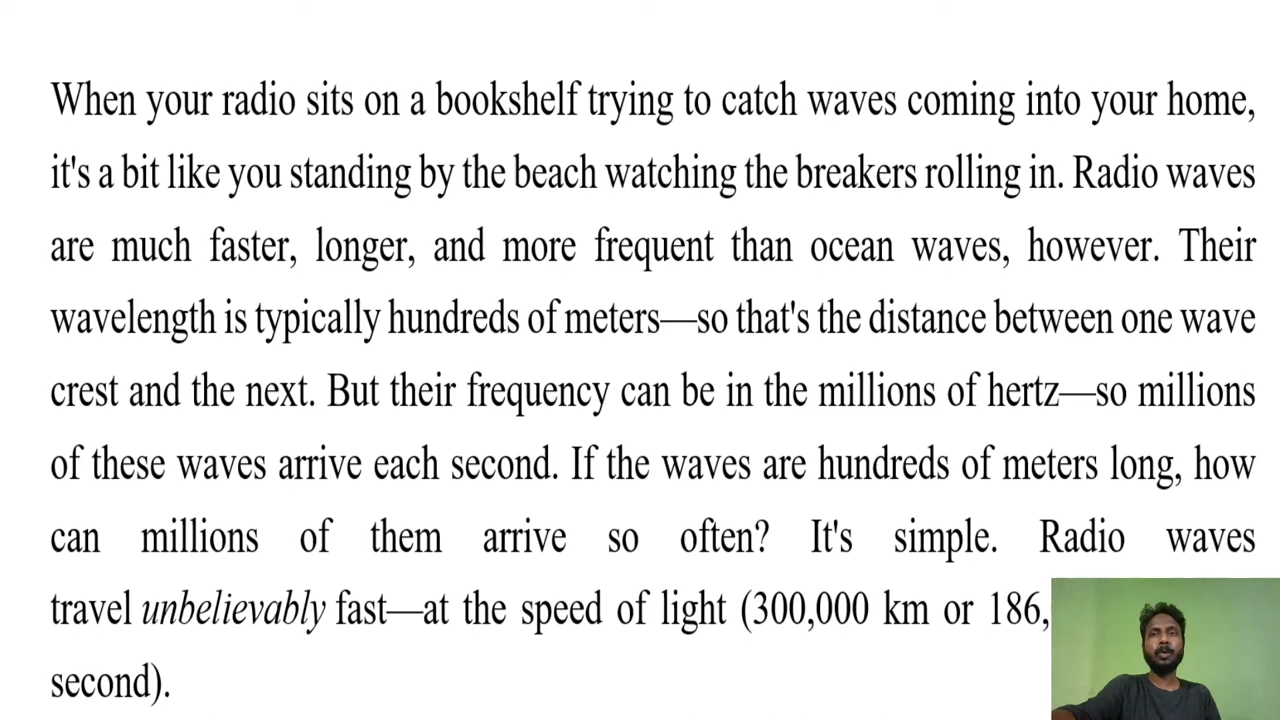 When your radio sits on a bookshelf trying to catch waves coming into your home,
it's a bit like you standing by the beach watching the breakers rolling in. Radio waves
are much faster, longer, and more frequent than ocean waves, however. Their
wavelength is typically hundreds of meters—so that's the distance between one wave
crest and the next. But their frequency can be in the millions of hertz—so millions
of these waves arrive each second. If the waves are hundreds of meters long, how
can millions of them arrive so often? It's simple. Radio waves
travel unbelievably fast—at the speed of light (300,000 km or 186,
second).